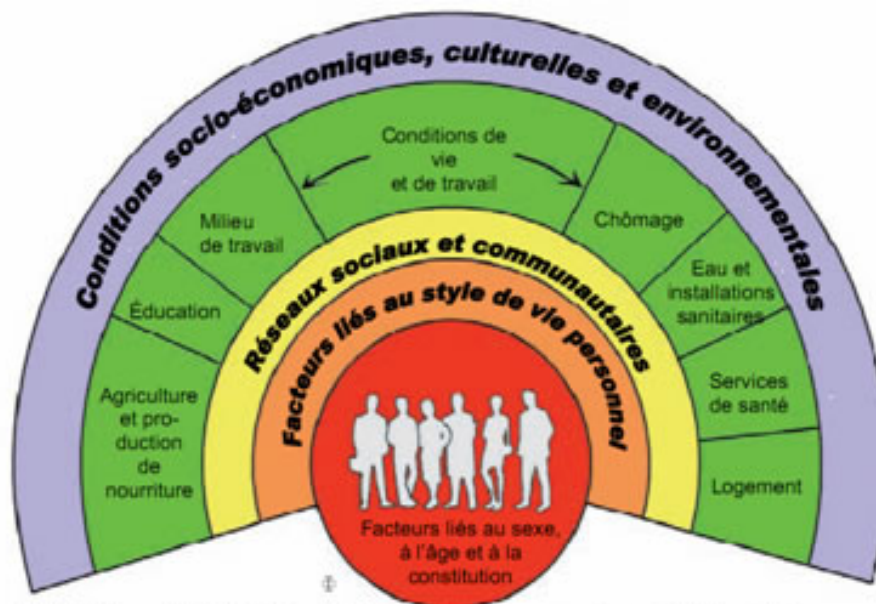 Conditions socio-économiques, culturelles et environnementales
Conditions de
vie
et de travail
Milieu
de travail
Chômage
Éducation
Eau et
installations
sanitaires
Agriculture
et pro-
duction
de
nourriture
Services
de santé
Logement
Réseaux sociaux et communautaires
Facteurs liés au style de vie personnel
Facteurs liés au sexe,
à l'âge et à la
constitution